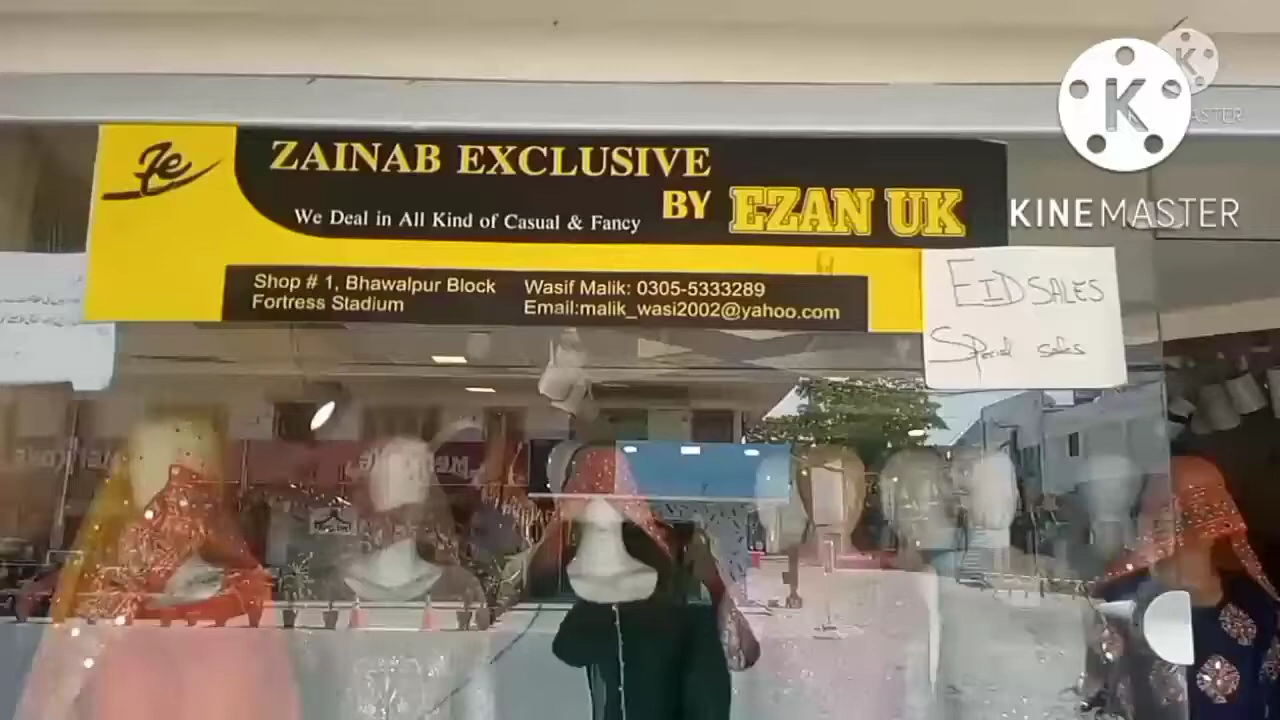 Ze
ZAINAB EXCLUSIVE
BY EZAN UK
We Deal in All Kind of Casual & Fancy
Shop # 1, Bhawalpur Block
Fortress Stadium
Wasif Malik: 0305-5333289
Email:malik_wasi2002@yahoo.com
EID SALES
Special sales
K
KINEMASTER
K
ASTER